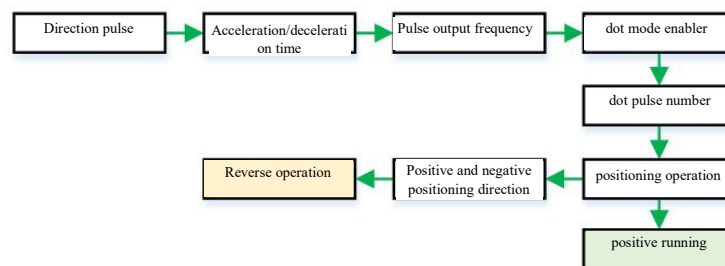 Direction pulse
Acceleration/decelerati
on time
Pulse output frequency
dot mode enabler
dot pulse number
Reverse operation
Positive and negative
positioning direction
positioning operation
positive running